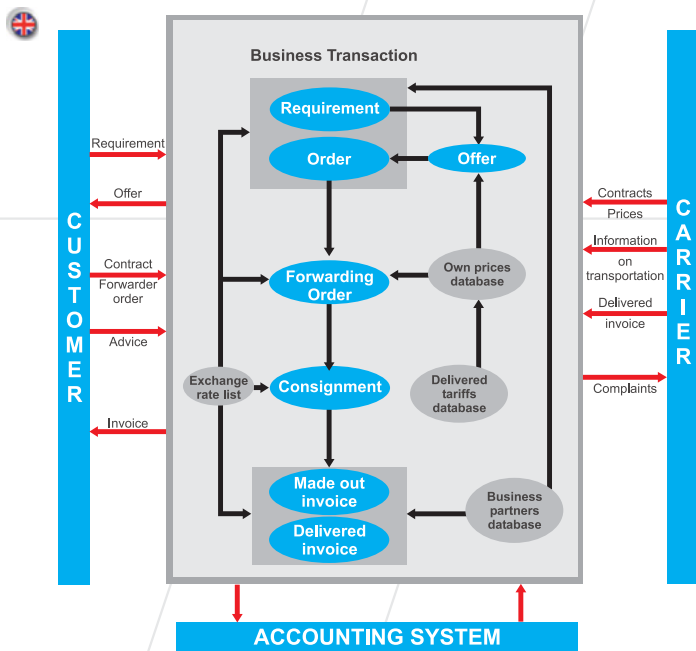 Business Transaction
CUSTOMER
Requirement
Offer
Contract
Forwarder
order
Advice
Invoice
Requirement
Order
Offer
Forwarding
Order
Own prices
database
Exchange
rate list
Consignment
Delivered
tariffs
database
Made out
invoice
Delivered
invoice
Business
partners
database
Contracts
Prices
Information
on
transportation
Delivered
invoice
Complaints
CARRIER
ACCOUNTING SYSTEM